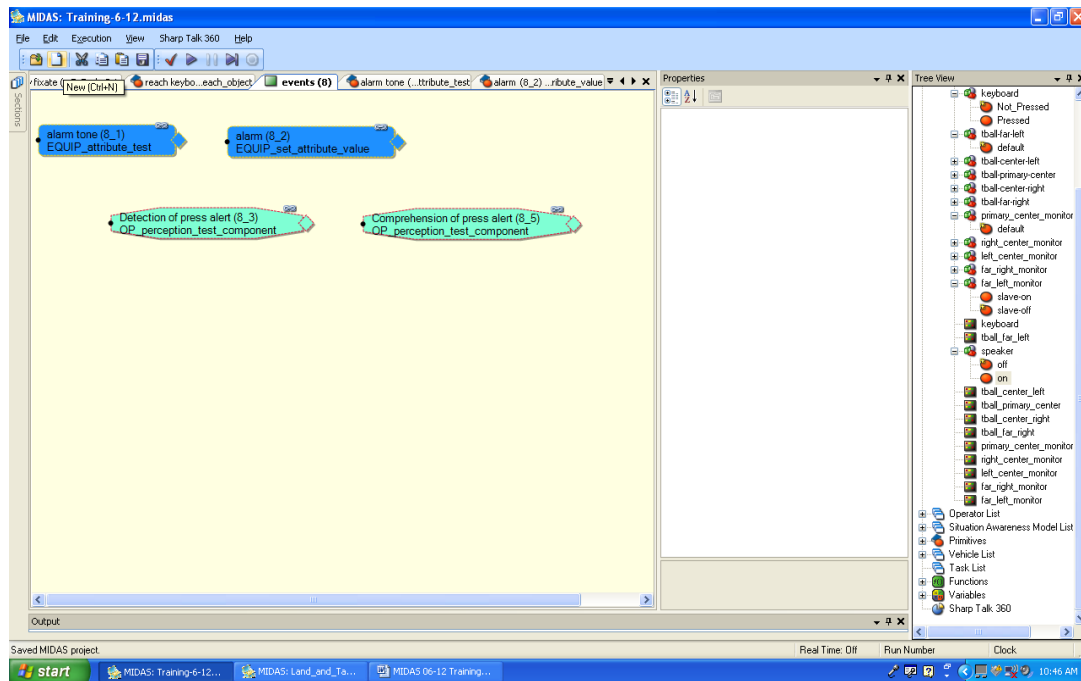 MIDAS: Training-6-12.midas
File Edit Execution View Sharp Talk 360 Help
New (Ctrl+N)
reach keybo...each_object
events (8)
alarm tone (...ttribute_test
alarm (8_2) ...ribute_value
Sections
alarm tone (8_1)
EQUIP_attribute_test
alarm (8_2)
EQUIP_set_attribute_value
Detection of press alert (8_3)
OP_perception_test_component
Comprehension of press alert (8_5)
OP_perception_test_component
Output
Properties
Tree View
keyboard
Not_Pressed
Pressed
tball-far-left
default
tball-center-left
tball-primary-center
tball-center-right
tball-far-right
primary_center_monitor
default
right_center_monitor
left_center_monitor
far_right_monitor
far_left_monitor
slave-on
slave-off
keyboard
tball_far_left
speaker
off
on
tball_center_left
tball_primary_center
tball_center_right
tball_far_right
primary_center_monitor
right_center_monitor
left_center_monitor
far_right_monitor
far_left_monitor
Operator List
Situation Awareness Model List
Primitives
Vehicle List
Task List
Functions
Variables
Sharp Talk 360
Saved MIDAS project.
Real Time: Off
Run Number
Clock
start
MIDAS: Training-6-12...
MIDAS: Land_and_Ta...
MIDAS 06-12 Training...
10:46 AM